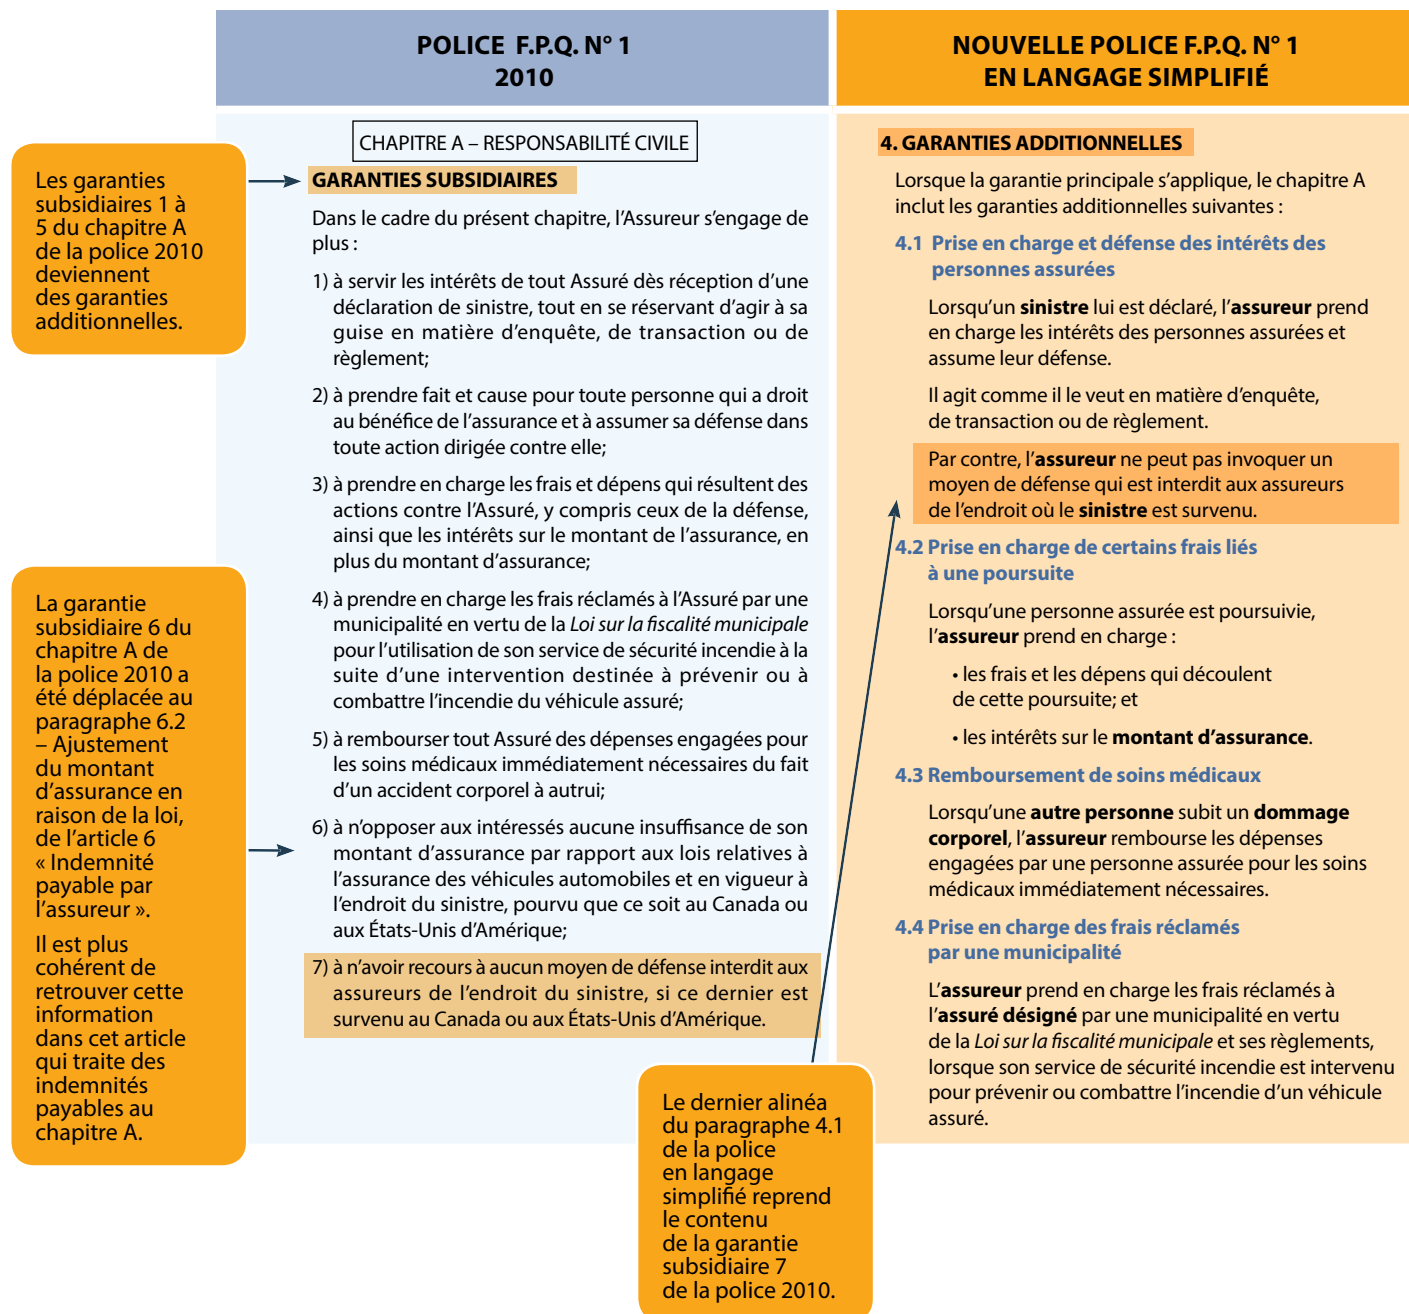 POLICE F.P.Q. N° 1
2010
NOUVELLE POLICE F.P.Q. N° 1
EN LANGAGE SIMPLIFIÉ
Les garanties
subsidiaires 1 à
5 du chapitre A
de la police 2010
deviennent
des garanties
additionnelles.
La garantie
subsidiaire 6 du
chapitre A de
la police 2010 a
été déplacée au
paragraphe 6.2
– Ajustement
du montant
d’assurance en
raison de la loi,
de l’article 6
« Indemnité
payable par
l’assureur ».
Il est plus
cohérent de
retrouver cette
information
dans cet article
qui traite des
indemnités
payables au
chapitre A.
CHAPITRE A – RESPONSABILITÉ CIVILE
GARANTIES SUBSIDIAIRES
Dans le cadre du présent chapitre, l’Assureur s’engage de
plus :
1) à servir les intérêts de tout Assuré dès réception d’une
déclaration de sinistre, tout en se réservant d’agir à sa
guise en matière d’enquête, de transaction ou de
règlement;
2) à prendre fait et cause pour toute personne qui a droit
au bénéfice de l’assurance et à assumer sa défense dans
toute action dirigée contre elle;
3) à prendre en charge les frais et dépens qui résultent des
actions contre l’Assuré, y compris ceux de la défense,
ainsi que les intérêts sur le montant de l’assurance, en
plus du montant d’assurance;
4) à prendre en charge les frais réclamés à l’Assuré par une
municipalité en vertu de la Loi sur la fiscalité municipale
pour l’utilisation de son service de sécurité incendie à la
suite d’une intervention destinée à prévenir ou à
combattre l’incendie du véhicule assuré;
5) à rembourser tout Assuré des dépenses engagées pour
les soins médicaux immédiatement nécessaires du fait
d’un accident corporel à autrui;
6) à n’opposer aux intéressés aucune insuffisance de son
montant d’assurance par rapport aux lois relatives à
l’assurance des véhicules automobiles et en vigueur à
l’endroit du sinistre, pourvu que ce soit au Canada ou
aux États-Unis d’Amérique;
7) à n’avoir recours à aucun moyen de défense interdit aux
assureurs de l’endroit du sinistre, si ce dernier est
survenu au Canada ou aux États-Unis d’Amérique.
4. GARANTIES ADDITIONNELLES
Lorsque la garantie principale s’applique, le chapitre A
inclut les garanties additionnelles suivantes :
4.1 Prise en charge et défense des intérêts des
personnes assurées
Lorsqu’un sinistre lui est déclaré, l’assureur prend
en charge les intérêts des personnes assurées et
assume leur défense.
Il agit comme il le veut en matière d’enquête,
de transaction ou de règlement.
Par contre, l’assureur ne peut pas invoquer un
moyen de défense qui est interdit aux assureurs
de l’endroit où le sinistre est survenu.
4.2 Prise en charge de certains frais liés
à une poursuite
Lorsqu’une personne assurée est poursuivie,
l’assureur prend en charge :
• les frais et les dépens qui découlent
de cette poursuite; et
• les intérêts sur le montant d’assurance.
4.3 Remboursement de soins médicaux
Lorsqu’une autre personne subit un dommage
corporel, l’assureur rembourse les dépenses
engagées par une personne assurée pour les soins
médicaux immédiatement nécessaires.
4.4 Prise en charge des frais réclamés
par une municipalité
L’assureur prend en charge les frais réclamés à
l’assuré désigné par une municipalité en vertu
de la Loi sur la fiscalité municipale et ses règlements,
lorsque son service de sécurité incendie est intervenu
pour prévenir ou combattre l’incendie d’un véhicule
assuré.
Le dernier alinéa
du paragraphe 4.1
de la police
en langage
simplifié reprend
le contenu
de la garantie
subsidiaire 7
de la police 2010.